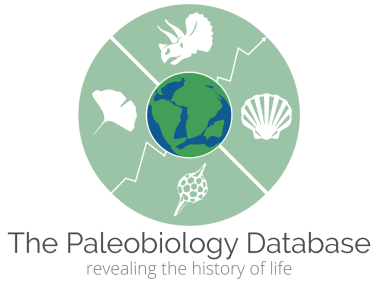 The Paleobiology Database
revealing the history of life